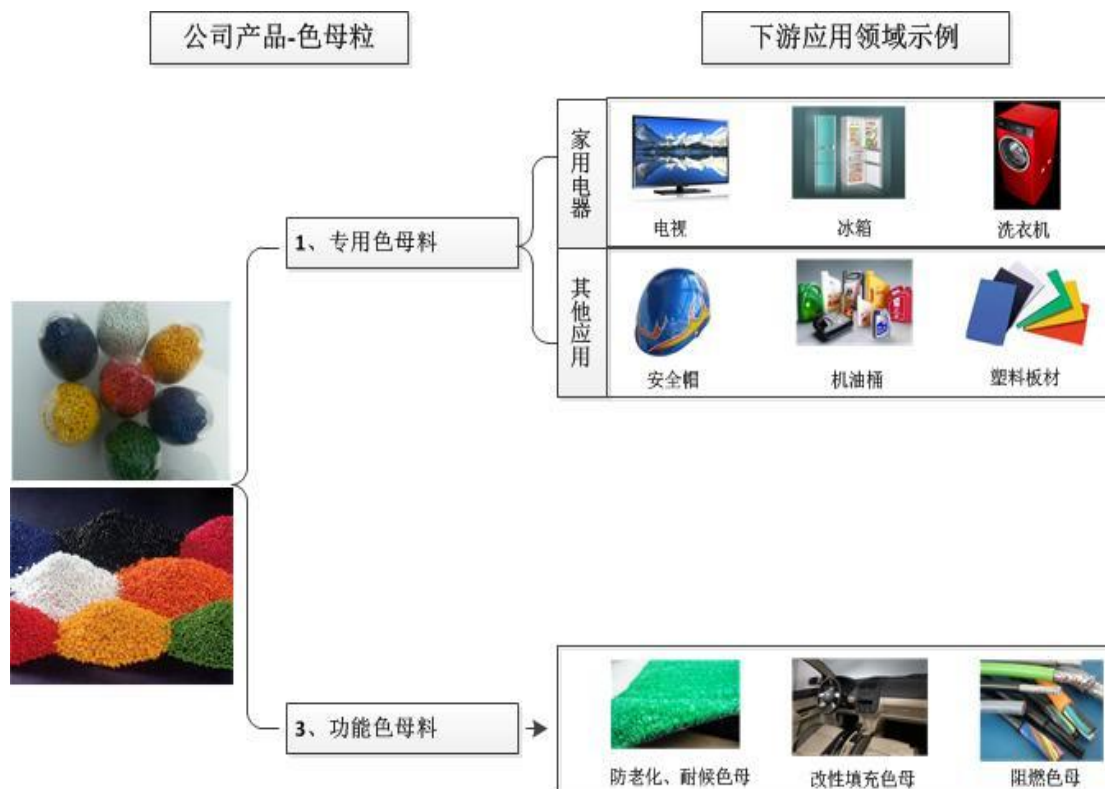 公司产品-色母粒
下游应用领域示例
家用电器
电视
冰箱
洗衣机
1、专用色母料
其他应用
安全帽
机油桶
塑料板材
3、功能色母料
防老化、耐候色母
改性填充色母
阻燃色母